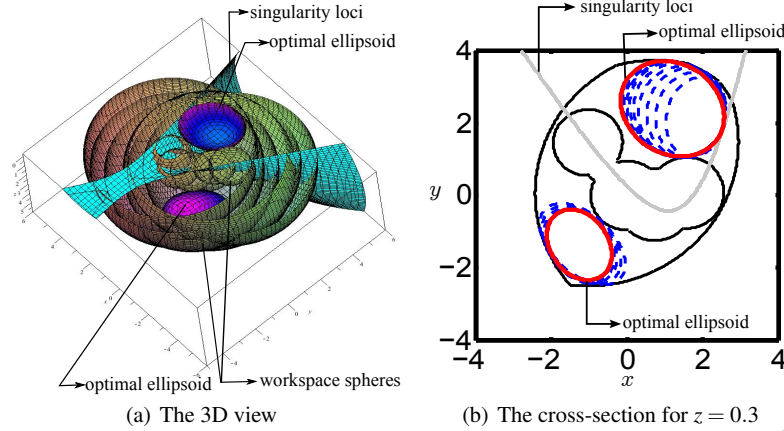 singularity loci
optimal ellipsoid
optimal ellipsoid
workspace spheres
(a) The 3D view
singularity loci
optimal ellipsoid
4
2
y
0
−2
−4
optimal ellipsoid
−4
−2
0
2
4
x
(b) The cross-section for z = 0.3